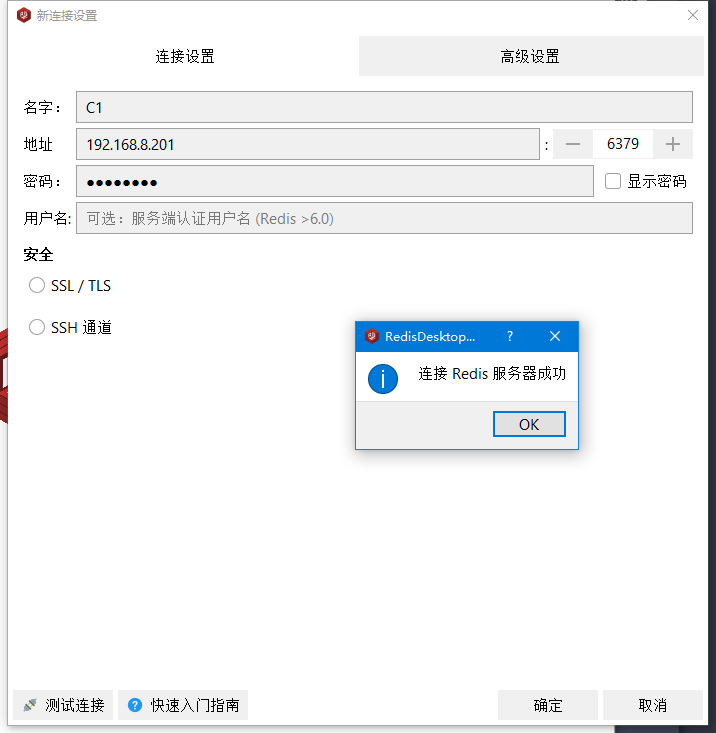 新连接设置
连接设置
高级设置
名字： C1
地址 192.168.8.201 : 6379
密码： ●●●●●●●● 显示密码
用户名: 可选：服务端认证用户名 (Redis >6.0)
安全
SSL / TLS
SSH 通道
RedisDesktop... ?
连接 Redis 服务器成功
OK
测试连接
快速入门指南
确定
取消